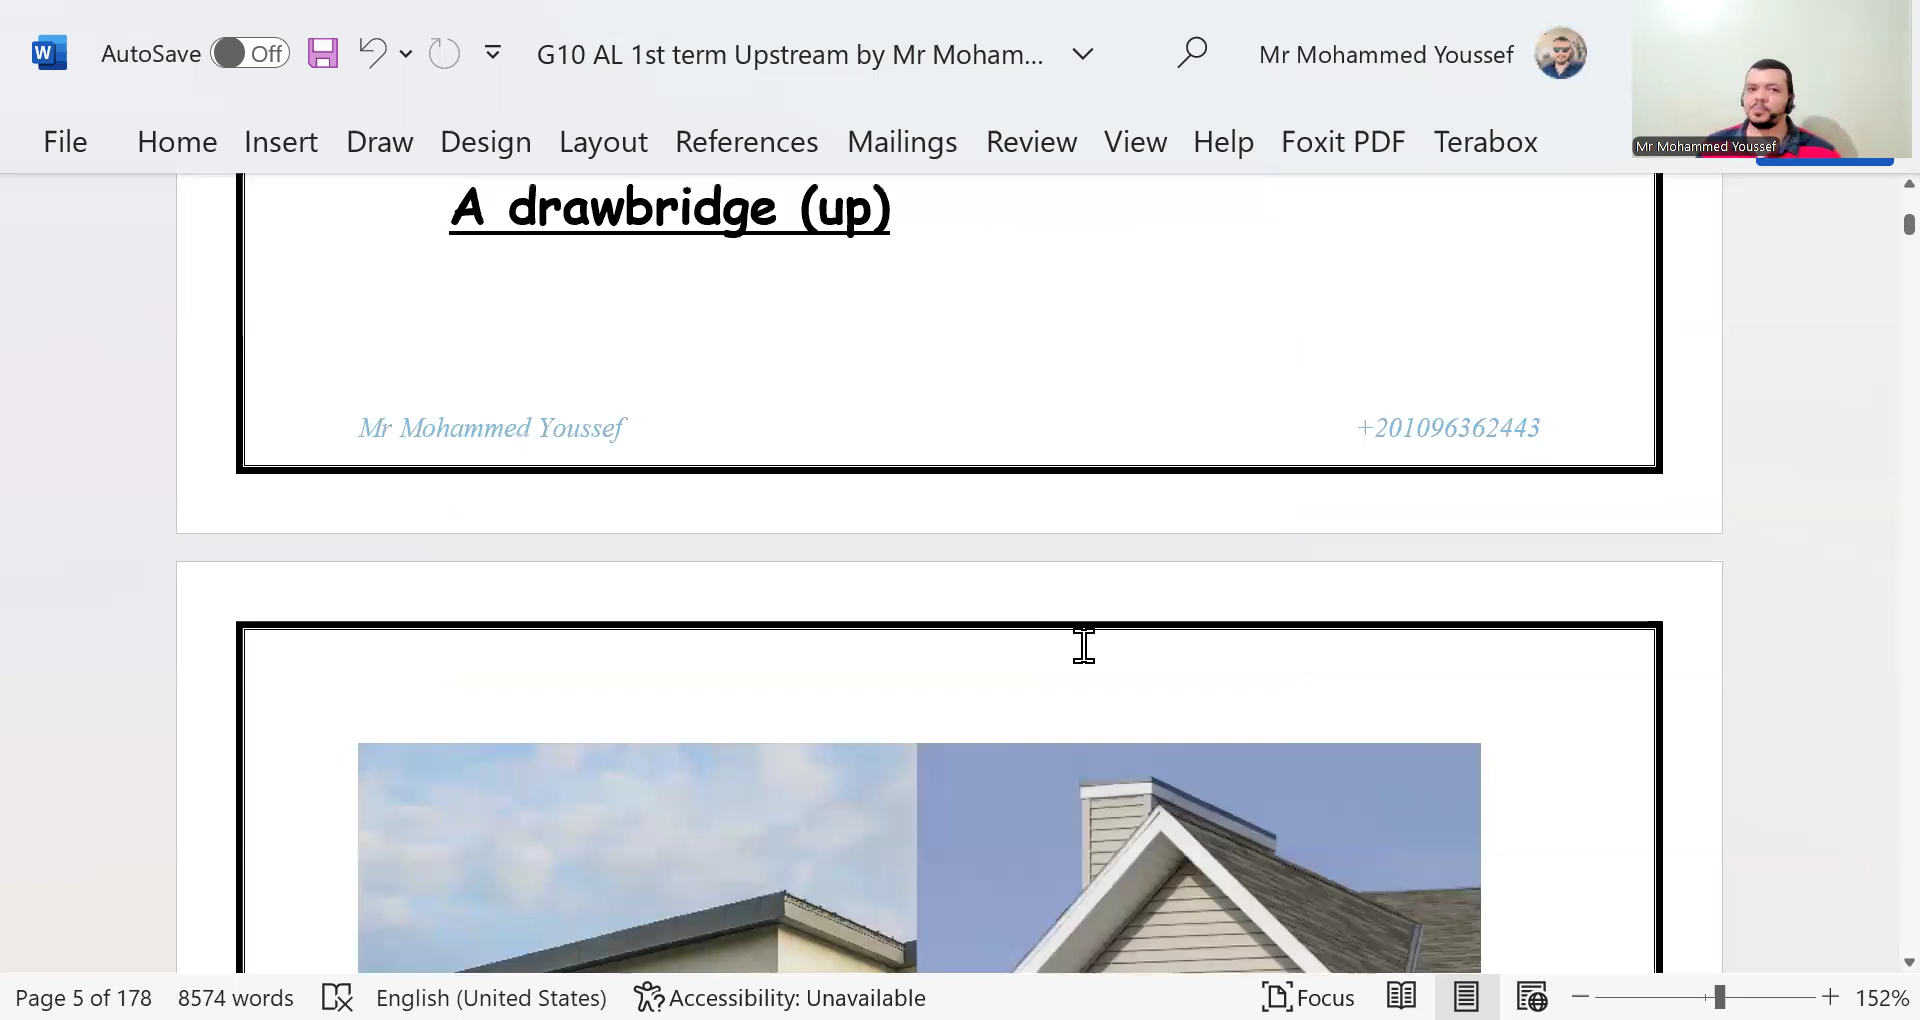 W
AutoSave Off G10 AL 1st term Upstream by Mr Moham... Mr Mohammed Youssef
Mr Mohammed Youssef
File Home Insert Draw Design Layout References Mailings Review View Help Foxit PDF Terabox
A drawbridge (up)
Mr Mohammed Youssef +201096362443
Page 5 of 178 8574 words English (United States) Accessibility: Unavailable Focus 152%